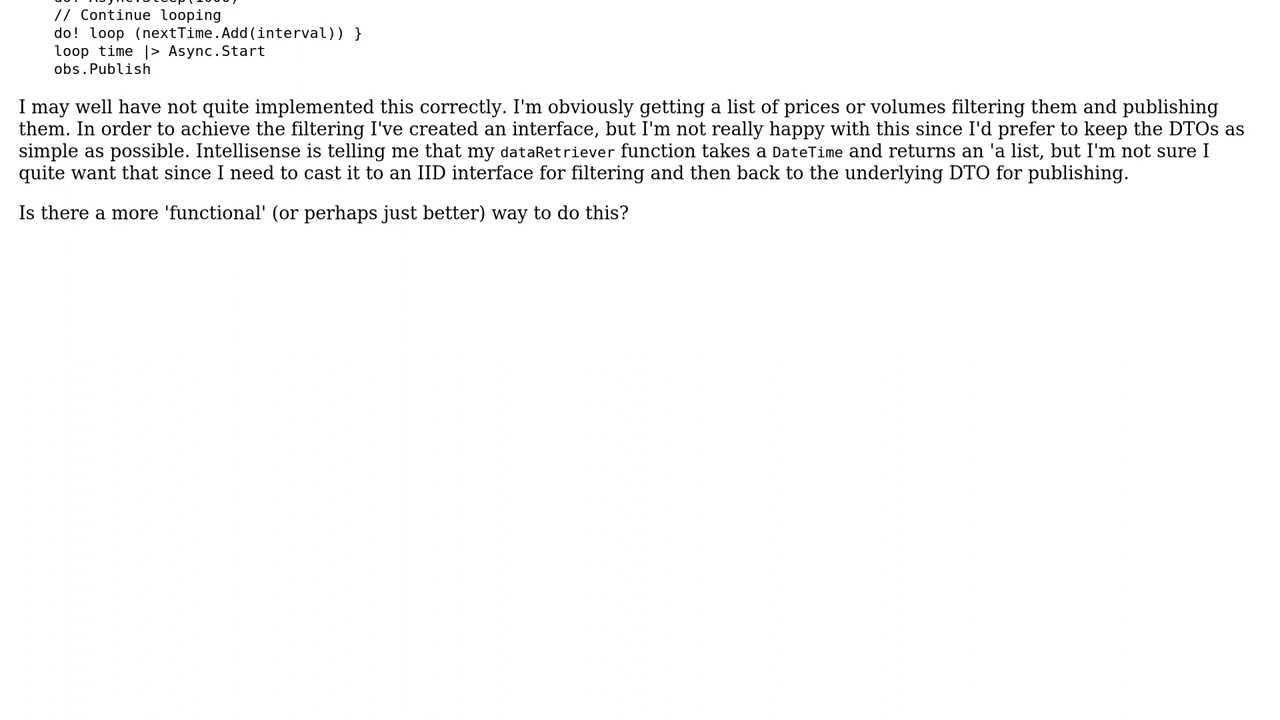 do! Async.Sleep(1000)
// Continue looping
do! loop (nextTime.Add(interval)) }
loop time |> Async.Start
obs.Publish
I may well have not quite implemented this correctly. I'm obviously getting a list of prices or volumes filtering them and publishing
them. In order to achieve the filtering I've created an interface, but I'm not really happy with this since I'd prefer to keep the DTOs as
simple as possible. Intellisense is telling me that my dataRetriever function takes a DateTime and returns an 'a list, but I'm not sure I
quite want that since I need to cast it to an IID interface for filtering and then back to the underlying DTO for publishing.
Is there a more 'functional' (or perhaps just better) way to do this?